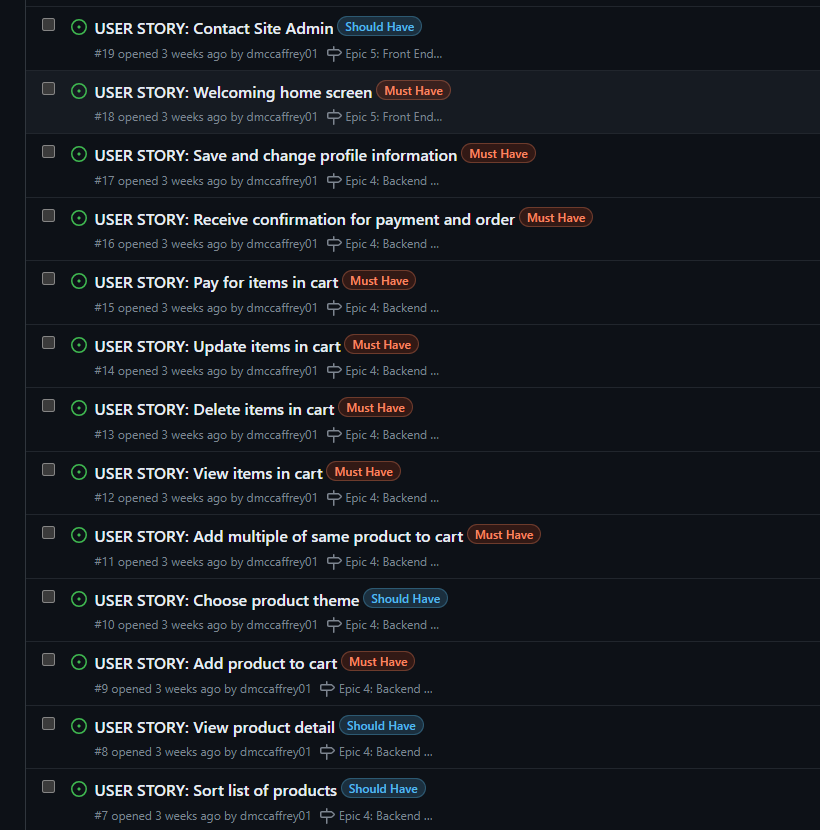 USER STORY: Contact Site Admin Should Have
#19 opened 3 weeks ago by dmccaffrey01 Epic 5: Front End...
USER STORY: Welcoming home screen Must Have
#18 opened 3 weeks ago by dmccaffrey01 Epic 5: Front End...
USER STORY: Save and change profile information Must Have
#17 opened 3 weeks ago by dmccaffrey01 Epic 4: Backend ...
USER STORY: Receive confirmation for payment and order Must Have
#16 opened 3 weeks ago by dmccaffrey01 Epic 4: Backend ...
USER STORY: Pay for items in cart Must Have
#15 opened 3 weeks ago by dmccaffrey01 Epic 4: Backend ...
USER STORY: Update items in cart Must Have
#14 opened 3 weeks ago by dmccaffrey01 Epic 4: Backend ...
USER STORY: Delete items in cart Must Have
#13 opened 3 weeks ago by dmccaffrey01 Epic 4: Backend ...
USER STORY: View items in cart Must Have
#12 opened 3 weeks ago by dmccaffrey01 Epic 4: Backend ...
USER STORY: Add multiple of same product to cart Must Have
#11 opened 3 weeks ago by dmccaffrey01 Epic 4: Backend ...
USER STORY: Choose product theme Should Have
#10 opened 3 weeks ago by dmccaffrey01 Epic 4: Backend ...
USER STORY: Add product to cart Must Have
#9 opened 3 weeks ago by dmccaffrey01 Epic 4: Backend ...
USER STORY: View product detail Should Have
#8 opened 3 weeks ago by dmccaffrey01 Epic 4: Backend ...
USER STORY: Sort list of products Should Have
#7 opened 3 weeks ago by dmccaffrey01 Epic 4: Backend ...